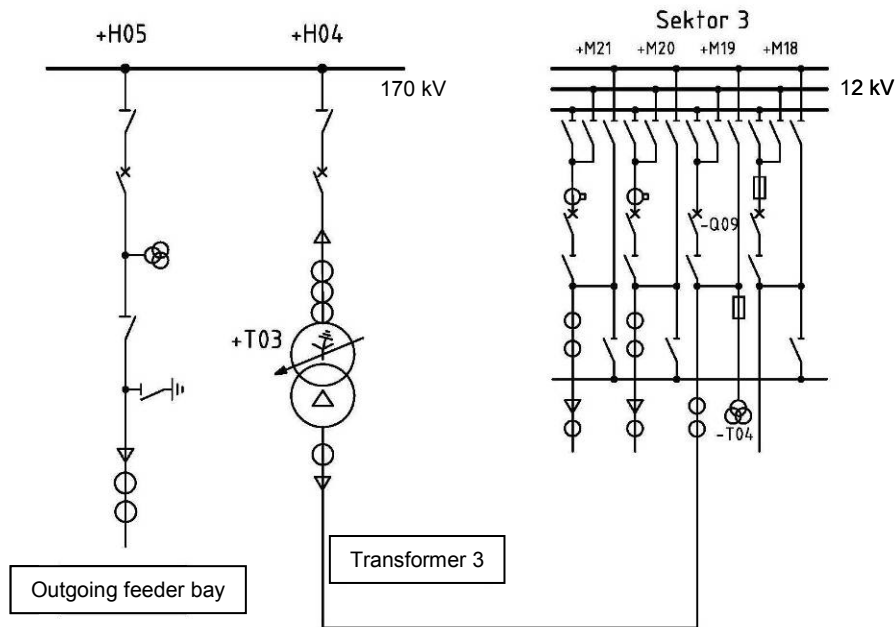 Sektor 3
+H05 +H04
+M21 +M20 +M19 +M18
170 kV
12 kV
-Q09
+T03
-T04
Transformer 3
Outgoing feeder bay